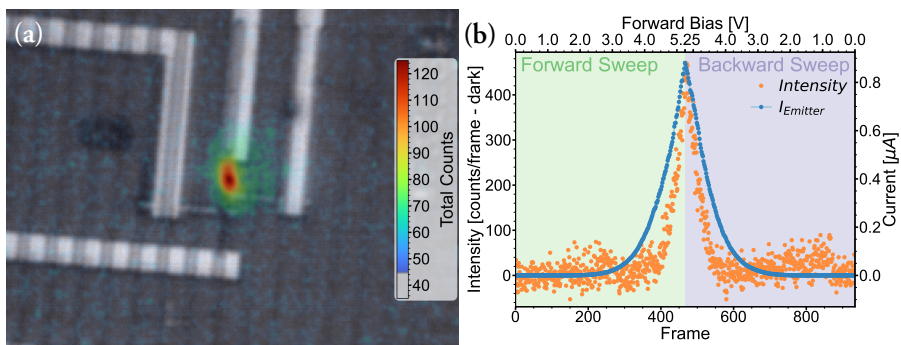 (a)
120
110
100
90
80
70
60
50
40
Total Counts
(b)
Forward Bias [V]
0.0 1.0 2.0 3.0 4.0 5.25 4.0 3.0 2.0 1.0 0.0
Forward Sweep
Backward Sweep
Intensity
I_Emitter
400
300
200
100
0
Intensity [counts/frame - dark]
0.8
0.6
0.4
0.2
0.0
Current [μA]
0 200 400 600 800
Frame